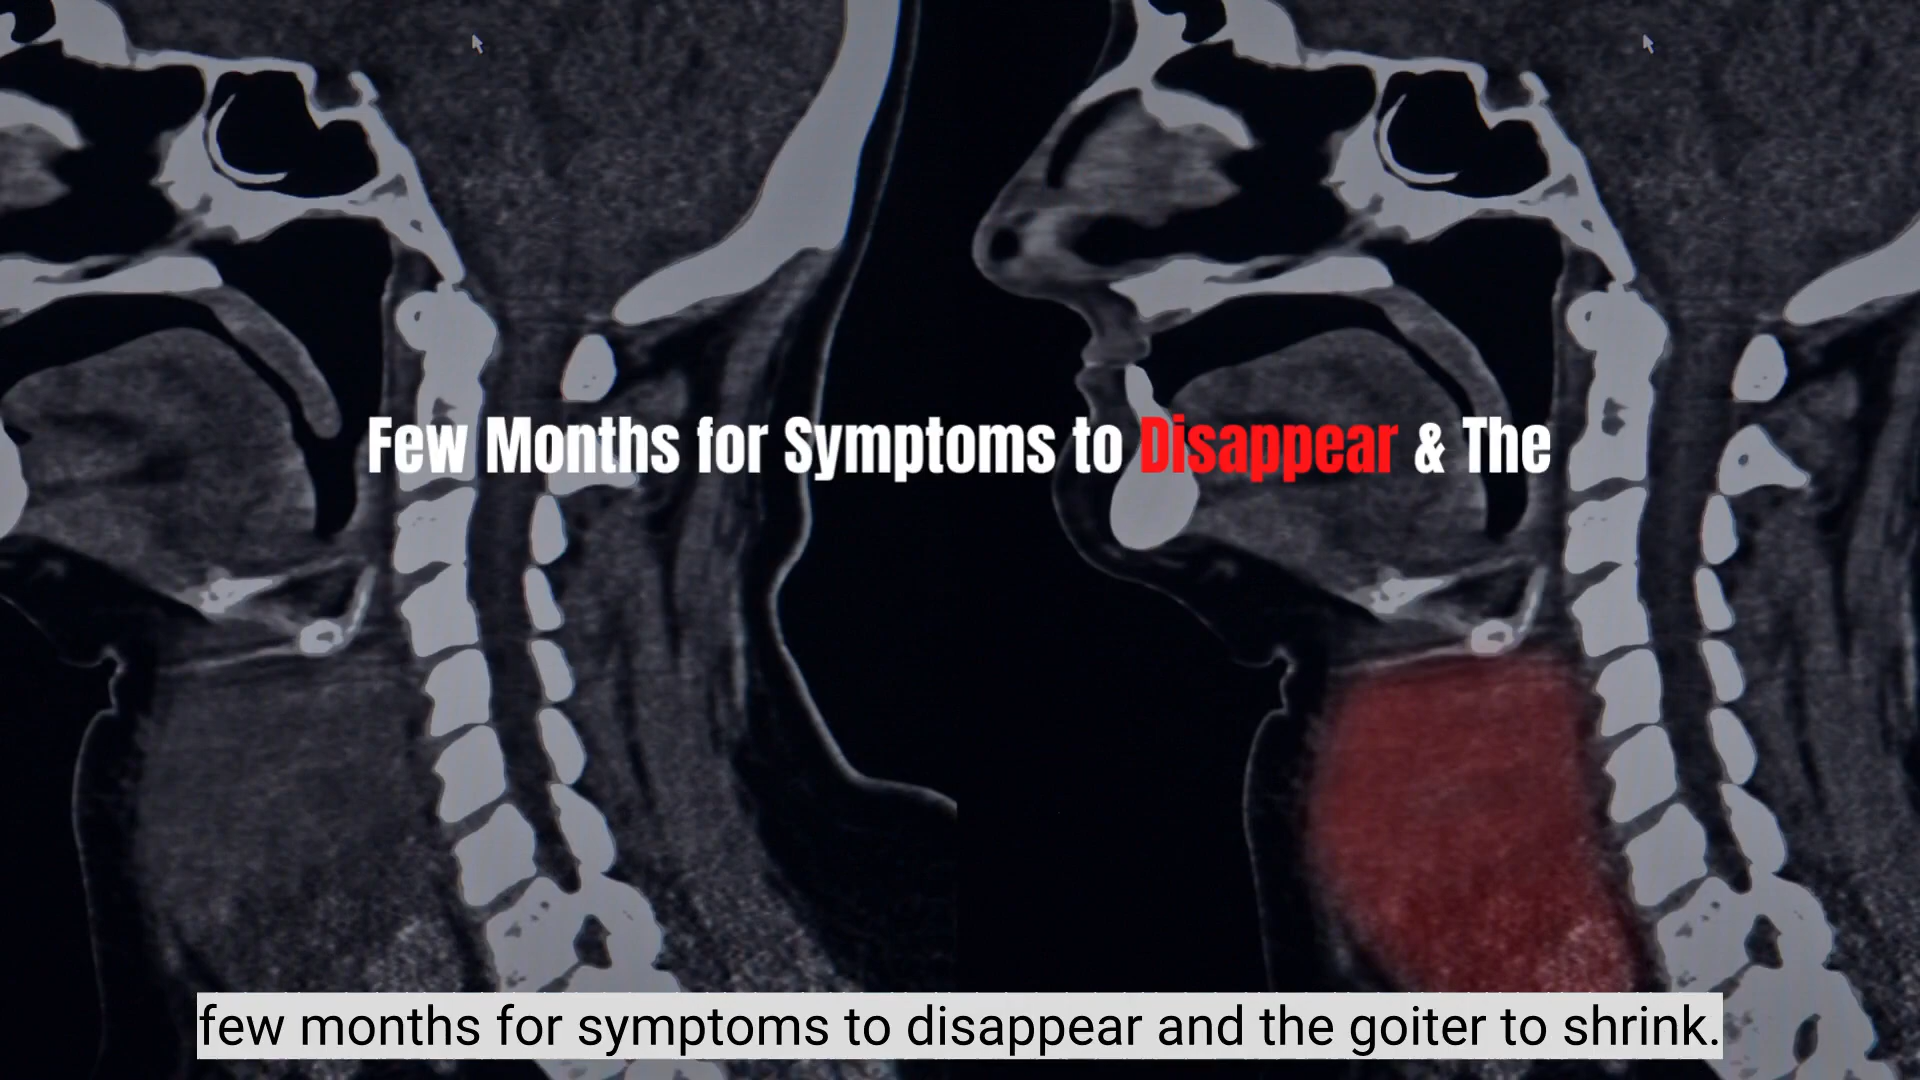 Few Months for Symptoms to Disappear & The
few months for symptoms to disappear and the goiter to shrink.